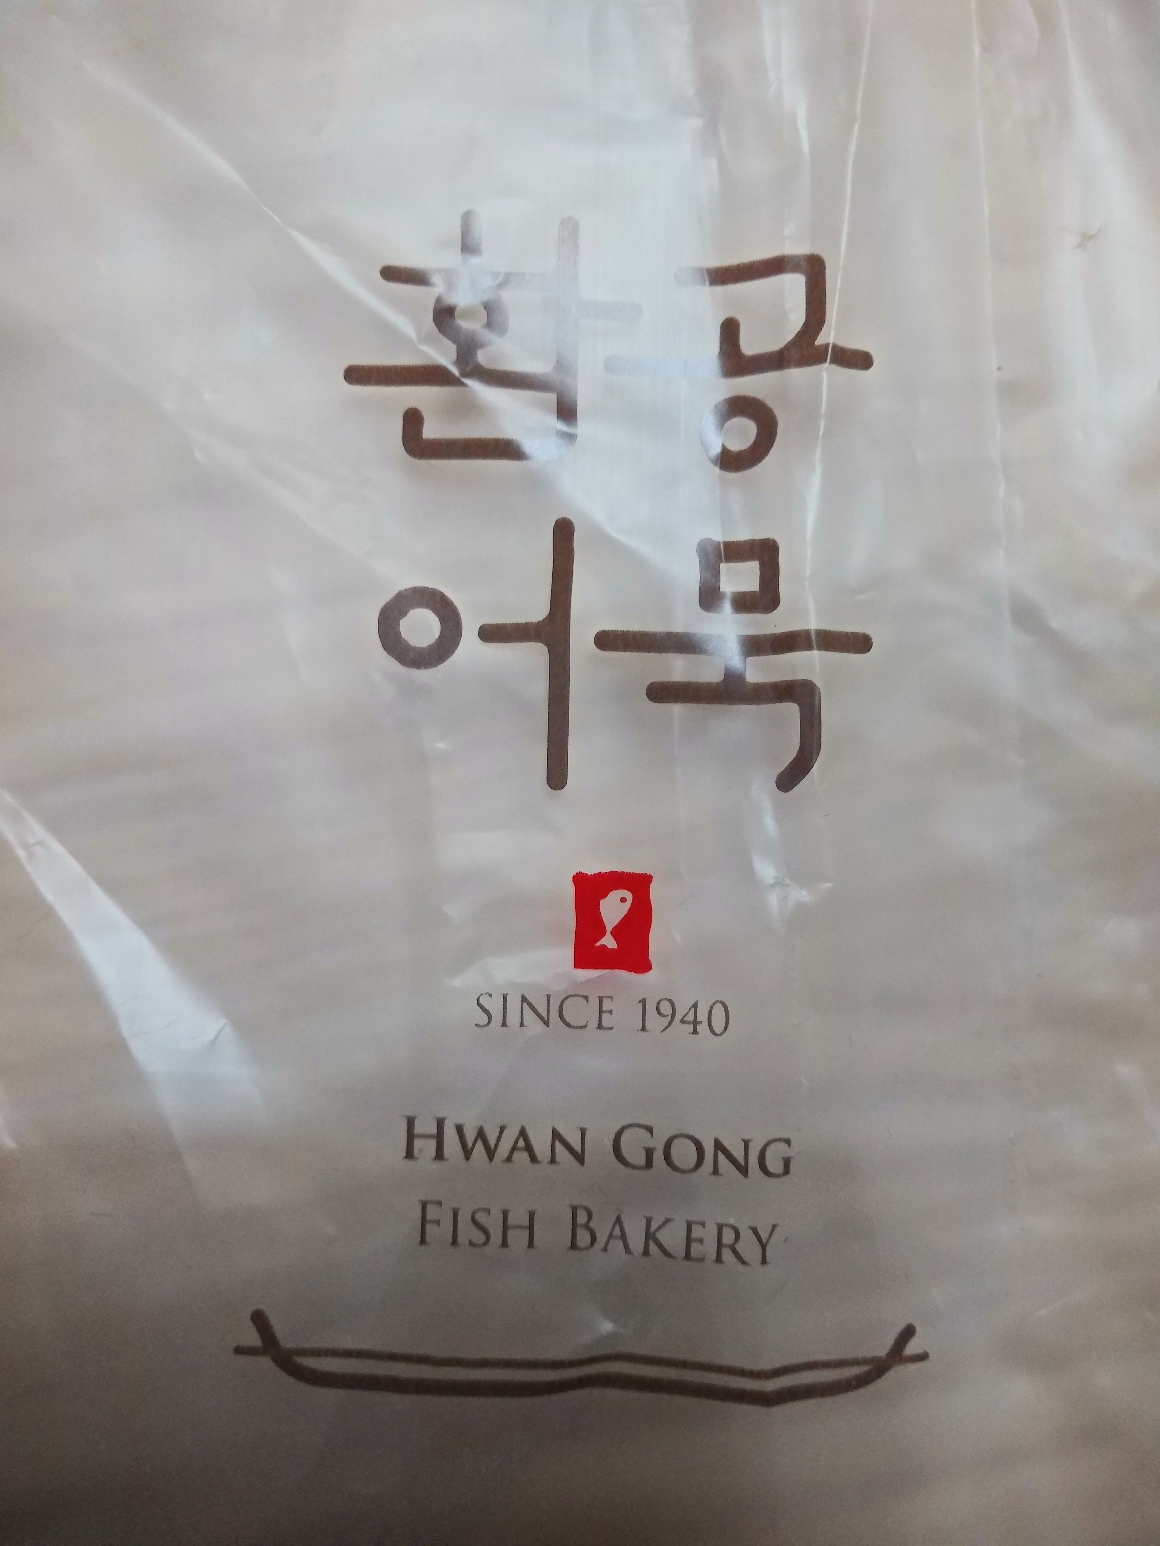 환공
어묵
SINCE 1940
HWAN GONG
FISH BAKERY